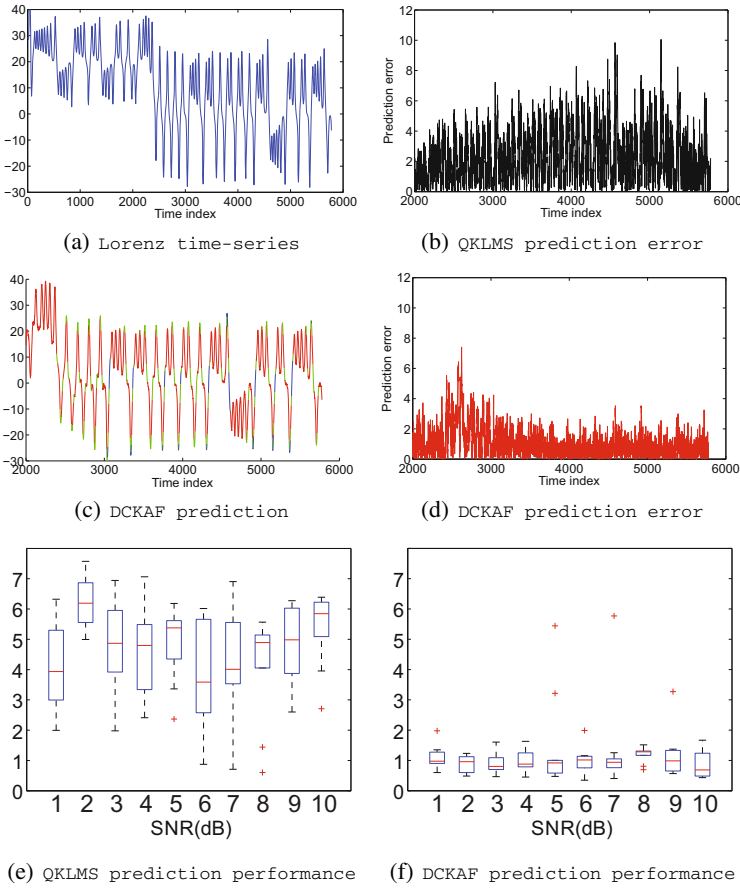 40
30
20
10
0
−10
−20
−30
0 1000 2000 3000 4000 5000 6000
Time index
(a) Lorenz time-series
Prediction error
12
10
8
6
4
2
0
2000 3000 4000 5000 6000
Time index
(b) QKLMS prediction error
40
30
20
10
0
−10
−20
−30
2000 3000 4000 5000 6000
Time index
(c) DCKAF prediction
Prediction error
12
10
8
6
4
2
0
2000 3000 4000 5000 6000
Time index
(d) DCKAF prediction error
7
6
5
4
3
2
1
0
1 2 3 4 5 6 7 8 9 10
SNR(dB)
(e) QKLMS prediction performance
7
6
5
4
3
2
1
0
1 2 3 4 5 6 7 8 9 10
SNR(dB)
(f) DCKAF prediction performance